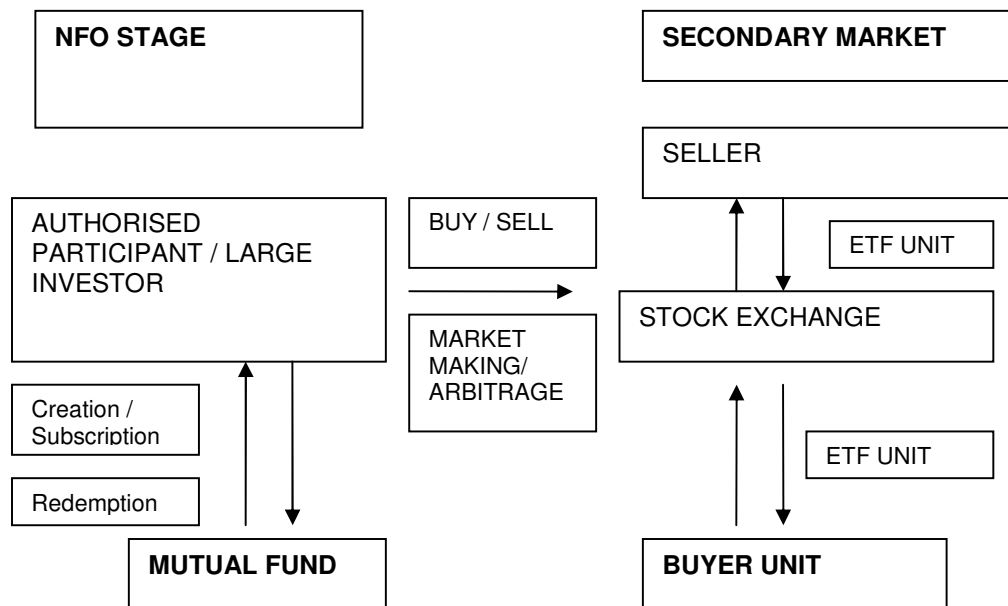 NFO STAGE
SECONDARY MARKET
SELLER
AUTHORISED
PARTICIPANT / LARGE
INVESTOR
BUY / SELL
ETF UNIT
STOCK EXCHANGE
MARKET
MAKING/
ARBITRAGE
Creation /
Subscription
ETF UNIT
Redemption
MUTUAL FUND
BUYER UNIT